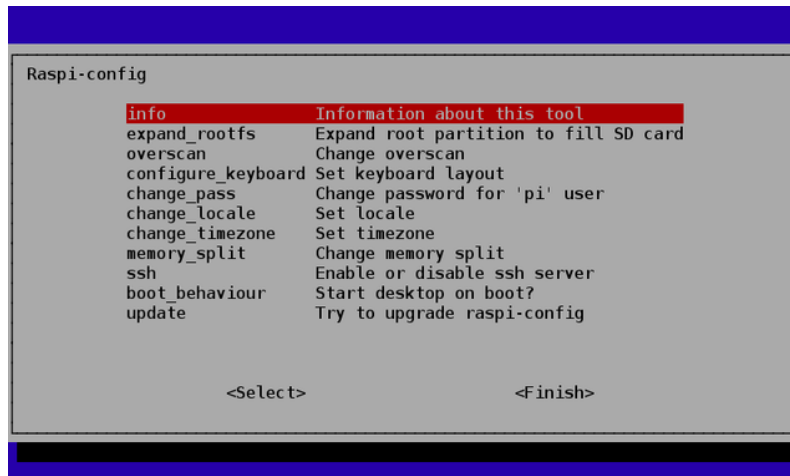 Raspi-config
info Information about this tool
expand_rootfs Expand root partition to fill SD card
overscan Change overscan
configure_keyboard Set keyboard layout
change_pass Change password for 'pi' user
change_locale Set locale
change_timezone Set timezone
memory_split Change memory split
ssh Enable or disable ssh server
boot_behaviour Start desktop on boot?
update Try to upgrade raspi-config
<Select> <Finish>